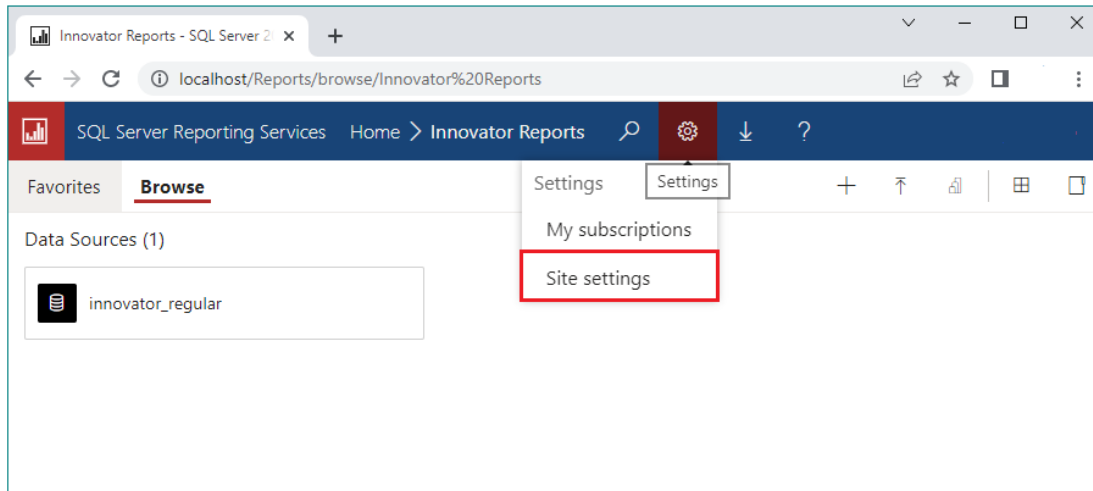 Innovator Reports - SQL Server 2
localhost/Reports/browse/Innovator%20Reports
SQL Server Reporting Services Home > Innovator Reports ?
Favorites Browse
Settings
Settings
My subscriptions
Site settings
Data Sources (1)
innovator_regular